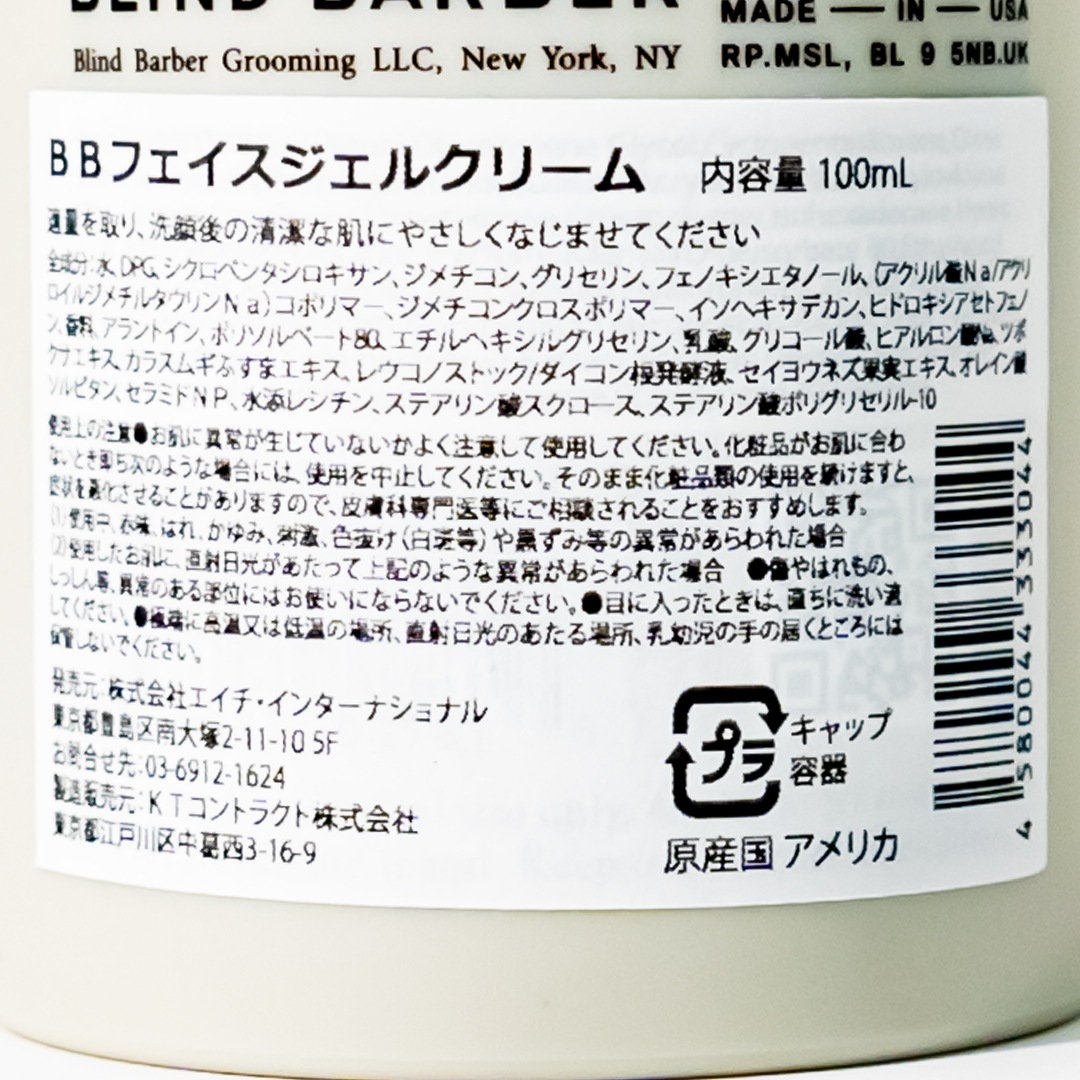 BLIND BARBER
MADE — IN — USA
Blind Barber Grooming LLC, New York, NY
RP.MSL, BL 9 5NB.UK
BBフェイスジェルクリーム 内容量 100mL
適量を取り、洗顔後の清潔な肌にやさしくなじませてください
全成分:水、DPG、シクロペンタシロキサン、ジメチコン、グリセリン、フェノキシエタノール、(アクリル酸Na/アクリ
ロイルジメチルタウリンNa)コポリマー、ジメチコンクロスポリマー、イソヘキサデカン、ヒドロキシアセトフェノ
ン、香料、アラントイン、ポリソルベート80、エチルヘキシルグリセリン、乳酸、グリコール酸、ヒアルロン酸Na、ツボ
クサエキス、カラスムギふすまエキス、レウコノストック/ダイコン根発酵液、セイヨウネズ果実エキス、オレイン酸
ソルビタン、セラミドNP、水添レシチン、ステアリン酸スクロース、ステアリン酸ポリグリセリル-10
使用上の注意●お肌に異常が生じていないかよく注意して使用してください。化粧品がお肌に合わ
ないとき即ち次のような場合には、使用を中止してください。そのまま化粧品類の使用を続けますと、
症状を悪化させることがありますので、皮膚科専門医等にご相談されることをおすすめします。
(1)使用中、赤味、はれ、かゆみ、刺激、色抜け(白斑等)や黒ずみ等の異常があらわれた場合
(2)使用したお肌に、直射日光があたって上記のような異常があらわれた場合 ●傷やはれもの、
しっしん等、異常のある部位にはお使いにならないでください。●目に入ったときは、直ちに洗い流
してください。●極端に高温又は低温の場所、直射日光のあたる場所、乳幼児の手の届くところには
保管しないでください。
発売元:株式会社エイチ・インターナショナル
東京都豊島区南大塚2-11-10 5F
お問合せ先:03-6912-1624
製造販売元:KTコントラクト株式会社
東京都江戸川区中葛西3-16-9
プラ
キャップ
容器
原産国 アメリカ